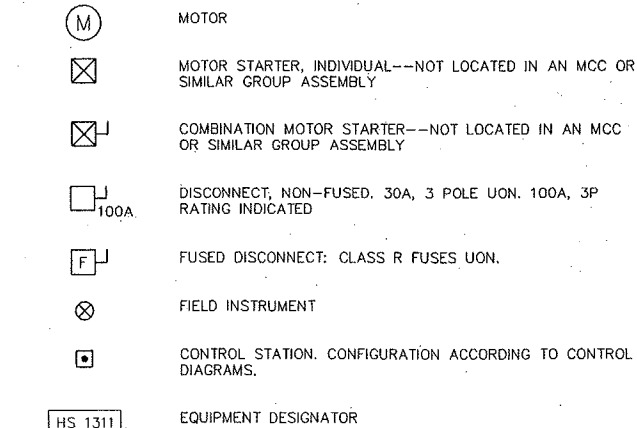 M MOTOR
MOTOR STARTER, INDIVIDUAL--NOT LOCATED IN AN MCC OR
SIMILAR GROUP ASSEMBLY
COMBINATION MOTOR STARTER--NOT LOCATED IN AN MCC
OR SIMILAR GROUP ASSEMBLY
DISCONNECT, NON-FUSED. 30A, 3 POLE UON. 100A, 3P
100A RATING INDICATED
F FUSED DISCONNECT: CLASS R FUSES UON.
FIELD INSTRUMENT
CONTROL STATION. CONFIGURATION ACCORDING TO CONTROL
DIAGRAMS.
HS 1311 EQUIPMENT DESIGNATOR